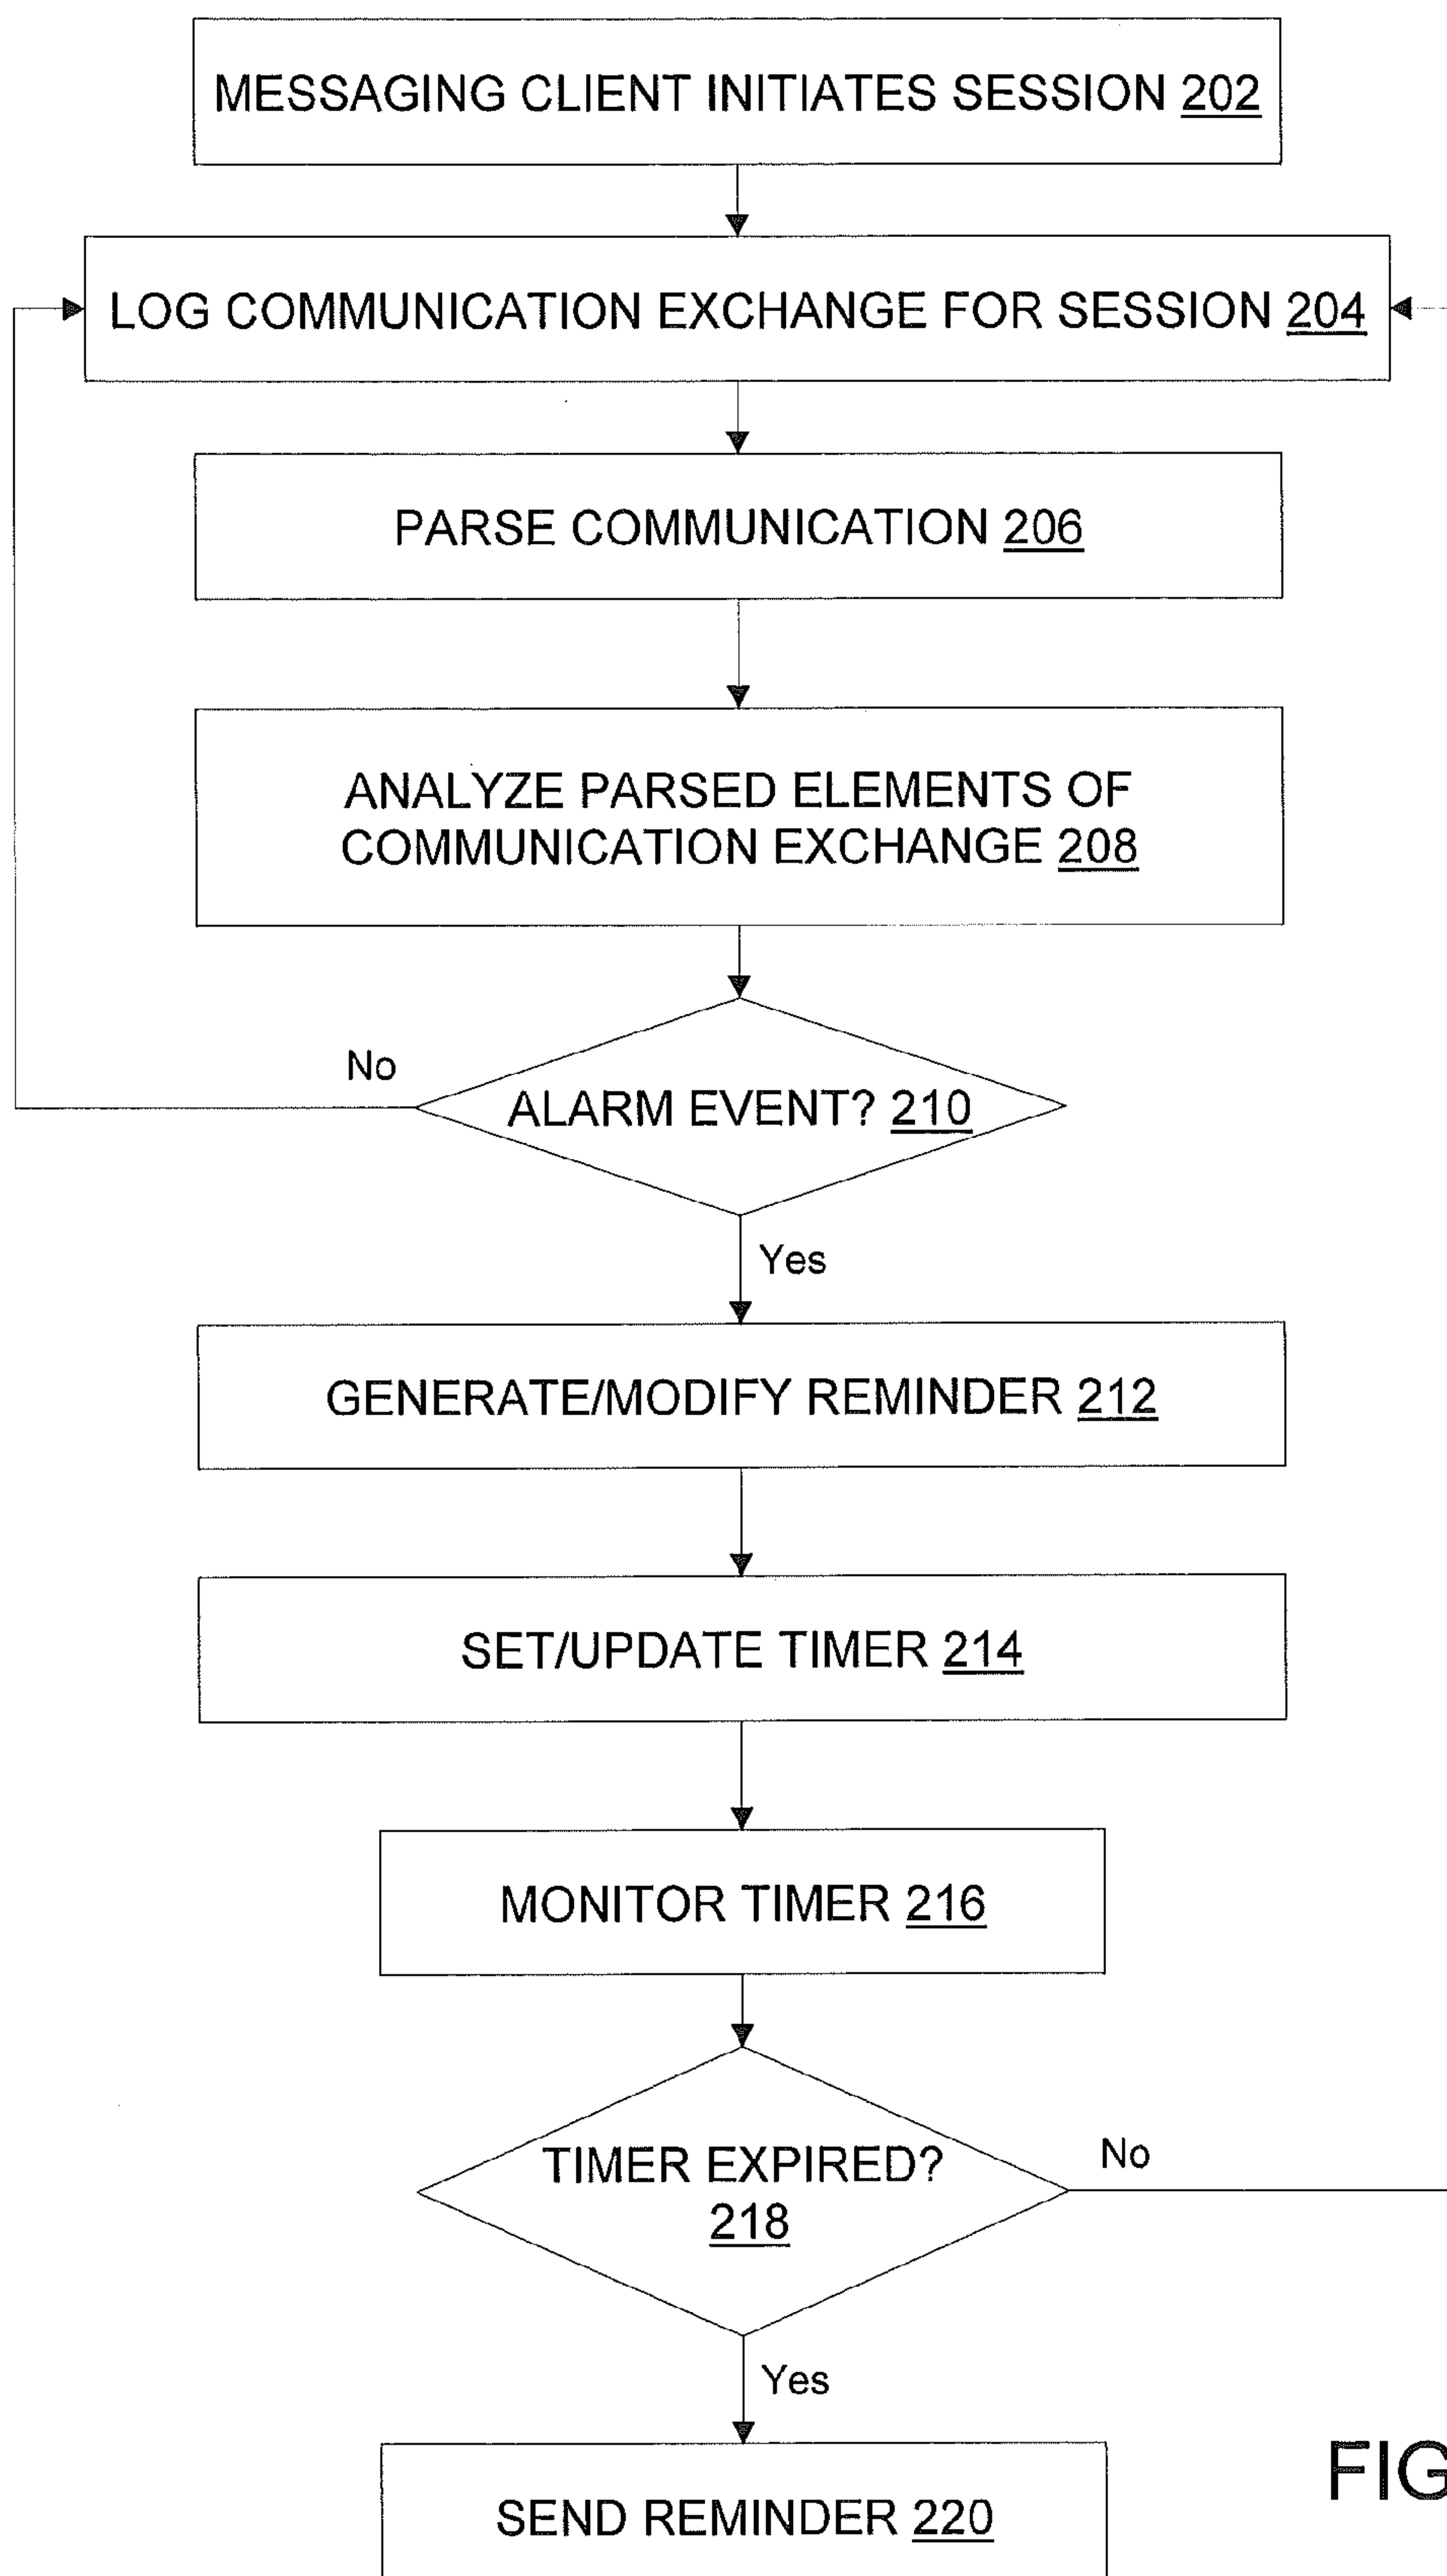 MESSAGING CLIENT INITIATES SESSION 202
LOG COMMUNICATION EXCHANGE FOR SESSION 204
PARSE COMMUNICATION 206
ANALYZE PARSED ELEMENTS OF
COMMUNICATION EXCHANGE 208
No
ALARM EVENT? 210
Yes
GENERATE/MODIFY REMINDER 212
SET/UPDATE TIMER 214
MONITOR TIMER 216
No
TIMER EXPIRED?
218
Yes
FIG
SEND REMINDER 220